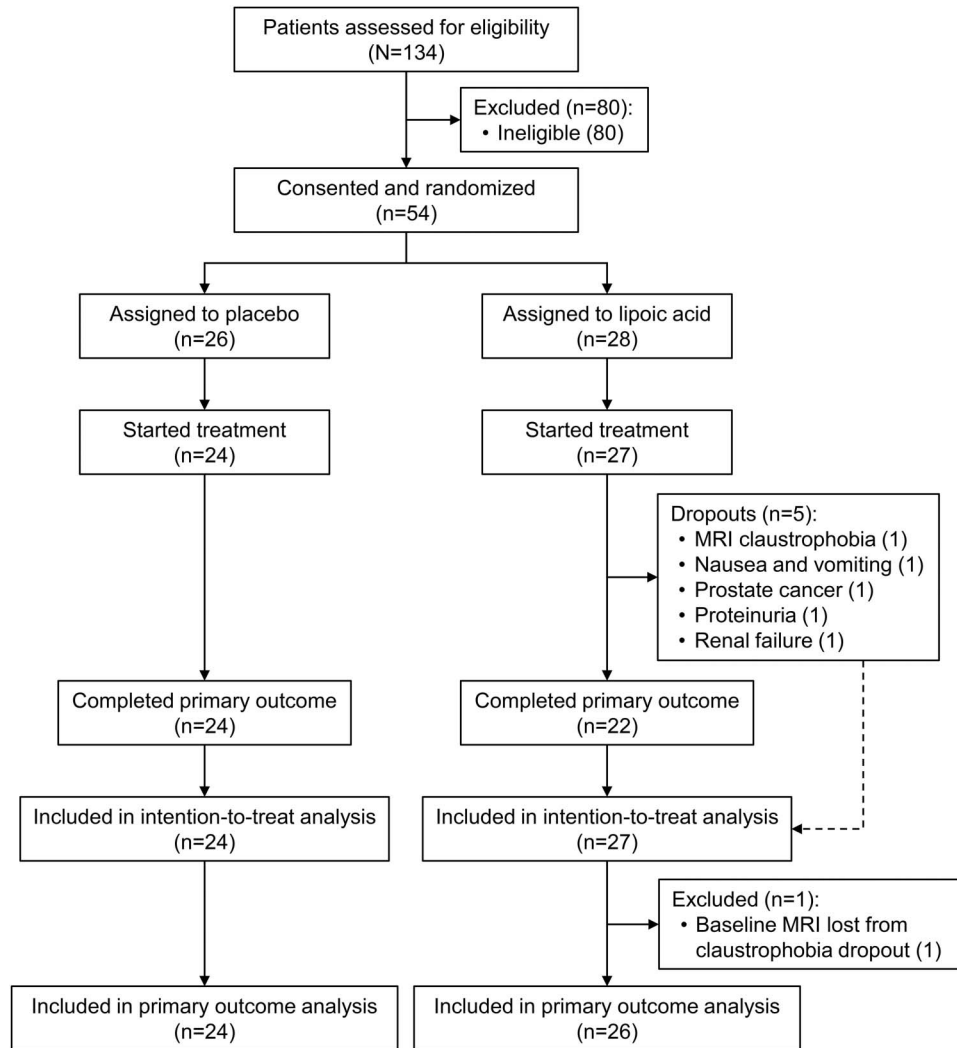 Patients assessed for eligibility
(N=134)
Excluded (n=80):
• Ineligible (80)
Consented and randomized
(n=54)
Assigned to placebo
(n=26)
Assigned to lipoic acid
(n=28)
Started treatment
(n=24)
Started treatment
(n=27)
Dropouts (n=5):
• MRI claustrophobia (1)
• Nausea and vomiting (1)
• Prostate cancer (1)
• Proteinuria (1)
• Renal failure (1)
Completed primary outcome
(n=24)
Completed primary outcome
(n=22)
Included in intention-to-treat analysis
(n=24)
Included in intention-to-treat analysis
(n=27)
Excluded (n=1):
• Baseline MRI lost from
claustrophobia dropout (1)
Included in primary outcome analysis
(n=24)
Included in primary outcome analysis
(n=26)